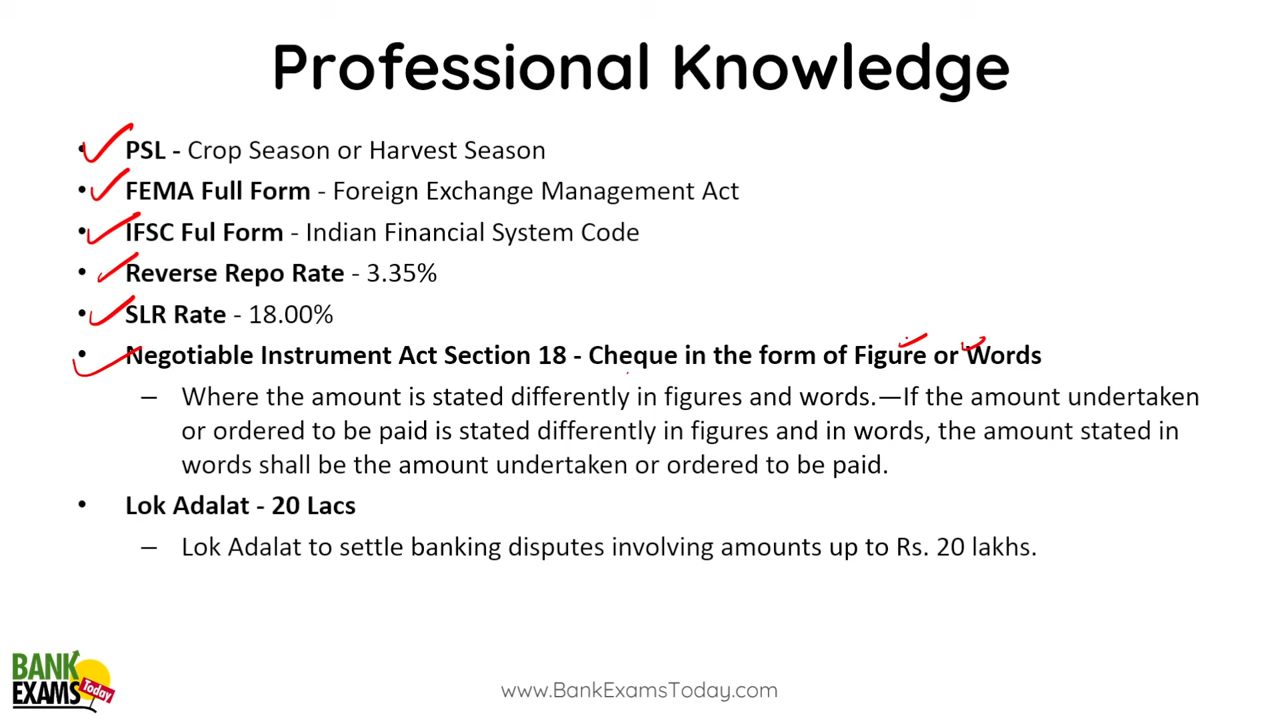 Professional Knowledge
• PSL - Crop Season or Harvest Season
• FEMA Full Form - Foreign Exchange Management Act
• IFSC Ful Form - Indian Financial System Code
• Reverse Repo Rate - 3.35%
• SLR Rate - 18.00%
• Negotiable Instrument Act Section 18 - Cheque in the form of Figure or Words
– Where the amount is stated differently in figures and words.—If the amount undertaken
or ordered to be paid is stated differently in figures and in words, the amount stated in
words shall be the amount undertaken or ordered to be paid.
• Lok Adalat - 20 Lacs
– Lok Adalat to settle banking disputes involving amounts up to Rs. 20 lakhs.
BANK
EXAMS
Today
www.BankExamsToday.com